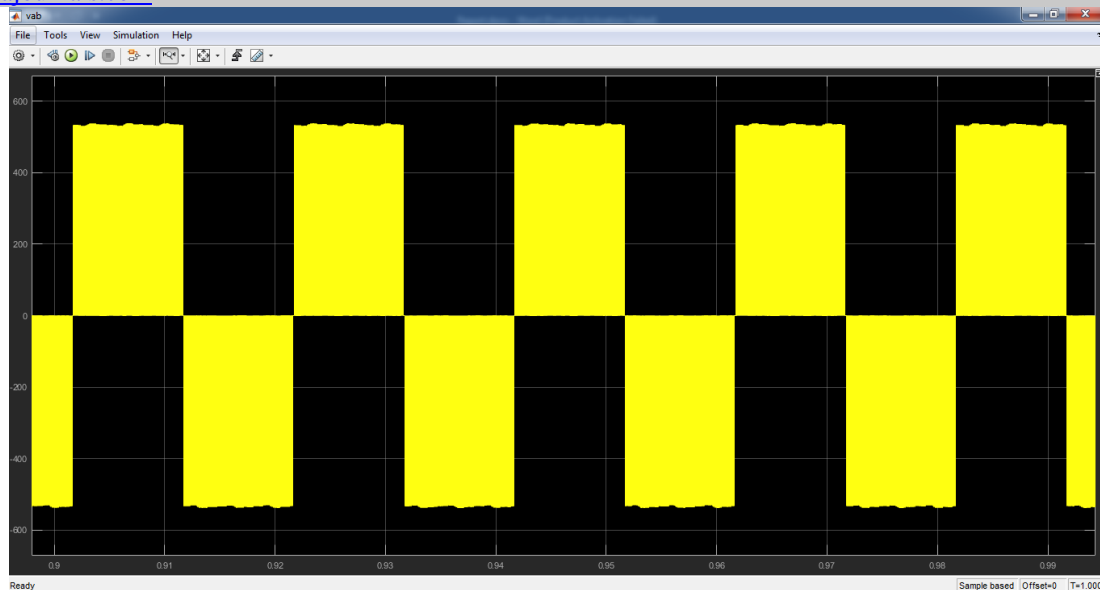 vab
File Tools View Simulation Help
600
400
200
0
-200
-400
-600
0.9 0.91 0.92 0.93 0.94 0.95 0.96 0.97 0.98 0.99
Ready Sample based Offset=0 T=1.000